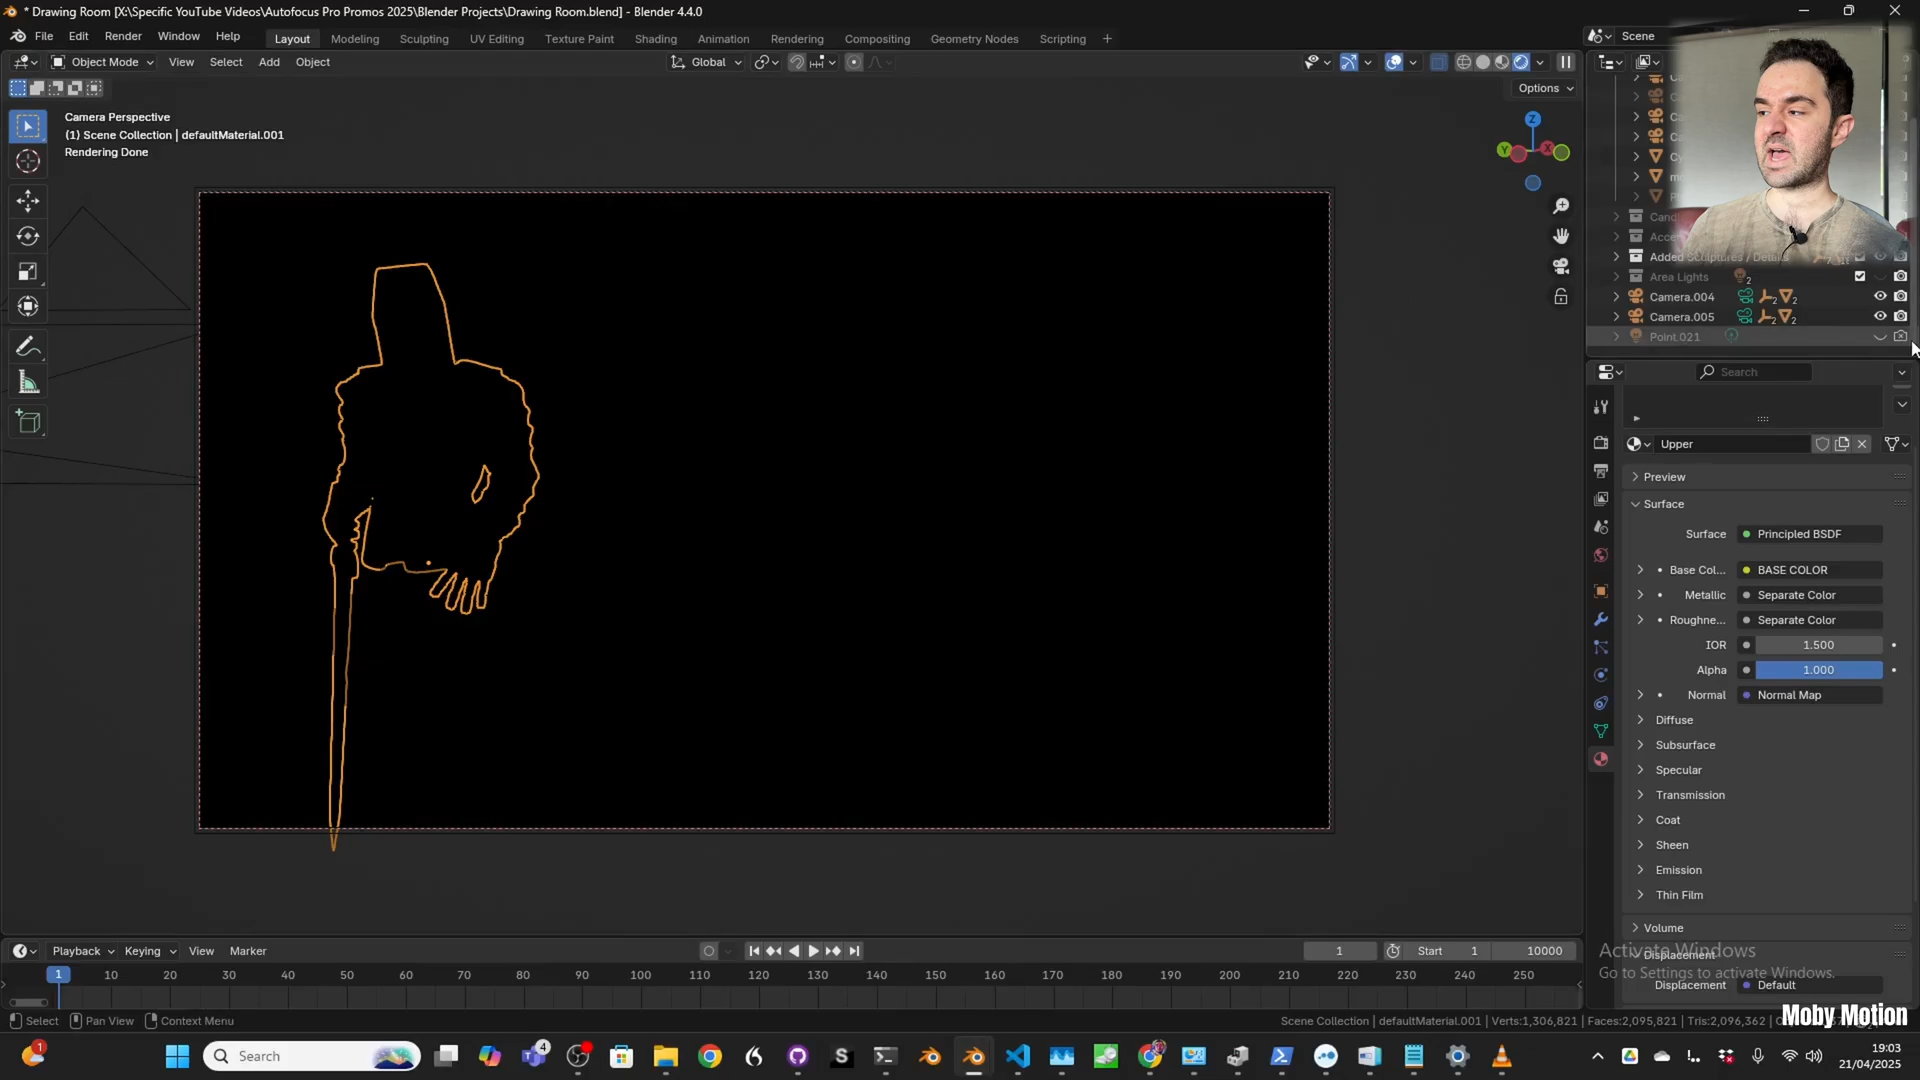 * Drawing Room [X:\Specific YouTube Videos\Autofocus Pro Promos 2025\Blender Projects\Drawing Room.blend] - Blender 4.4.0
File Edit Render Window Help
Layout Modeling Sculpting UV Editing Texture Paint Shading Animation Rendering Compositing Geometry Nodes Scripting +
Scene
Object Mode View Select Add Object
Global
Options
Camera Perspective
(1) Scene Collection | defaultMaterial.001
Rendering Done
Z
Y
X
Added Sculptures / Details
Area Lights 2
Camera.004 2 2
Camera.005 2 2
Point.021
Search
Upper
Preview
Surface
Surface Principled BSDF
Base Col... BASE COLOR
Metallic Separate Color
Roughne... Separate Color
IOR 1.500
Alpha 1.000
Normal Normal Map
Diffuse
Subsurface
Specular
Transmission
Coat
Sheen
Emission
Thin Film
Volume
Displacement
Displacement Default
Activate Windows
Go to Settings to activate Windows.
Moby Motion
Playback Keying View Marker
1 Start 1 10000
1 10 20 30 40 50 60 70 80 90 100 110 120 130 140 150 160 170 180 190 200 210 220 230 240 250
Select Pan View Context Menu
Scene Collection | defaultMaterial.001 | Verts:1,306,821 | Faces:2,095,821 | Tris:2,096,362
1
Search
4
19:03
21/04/2025